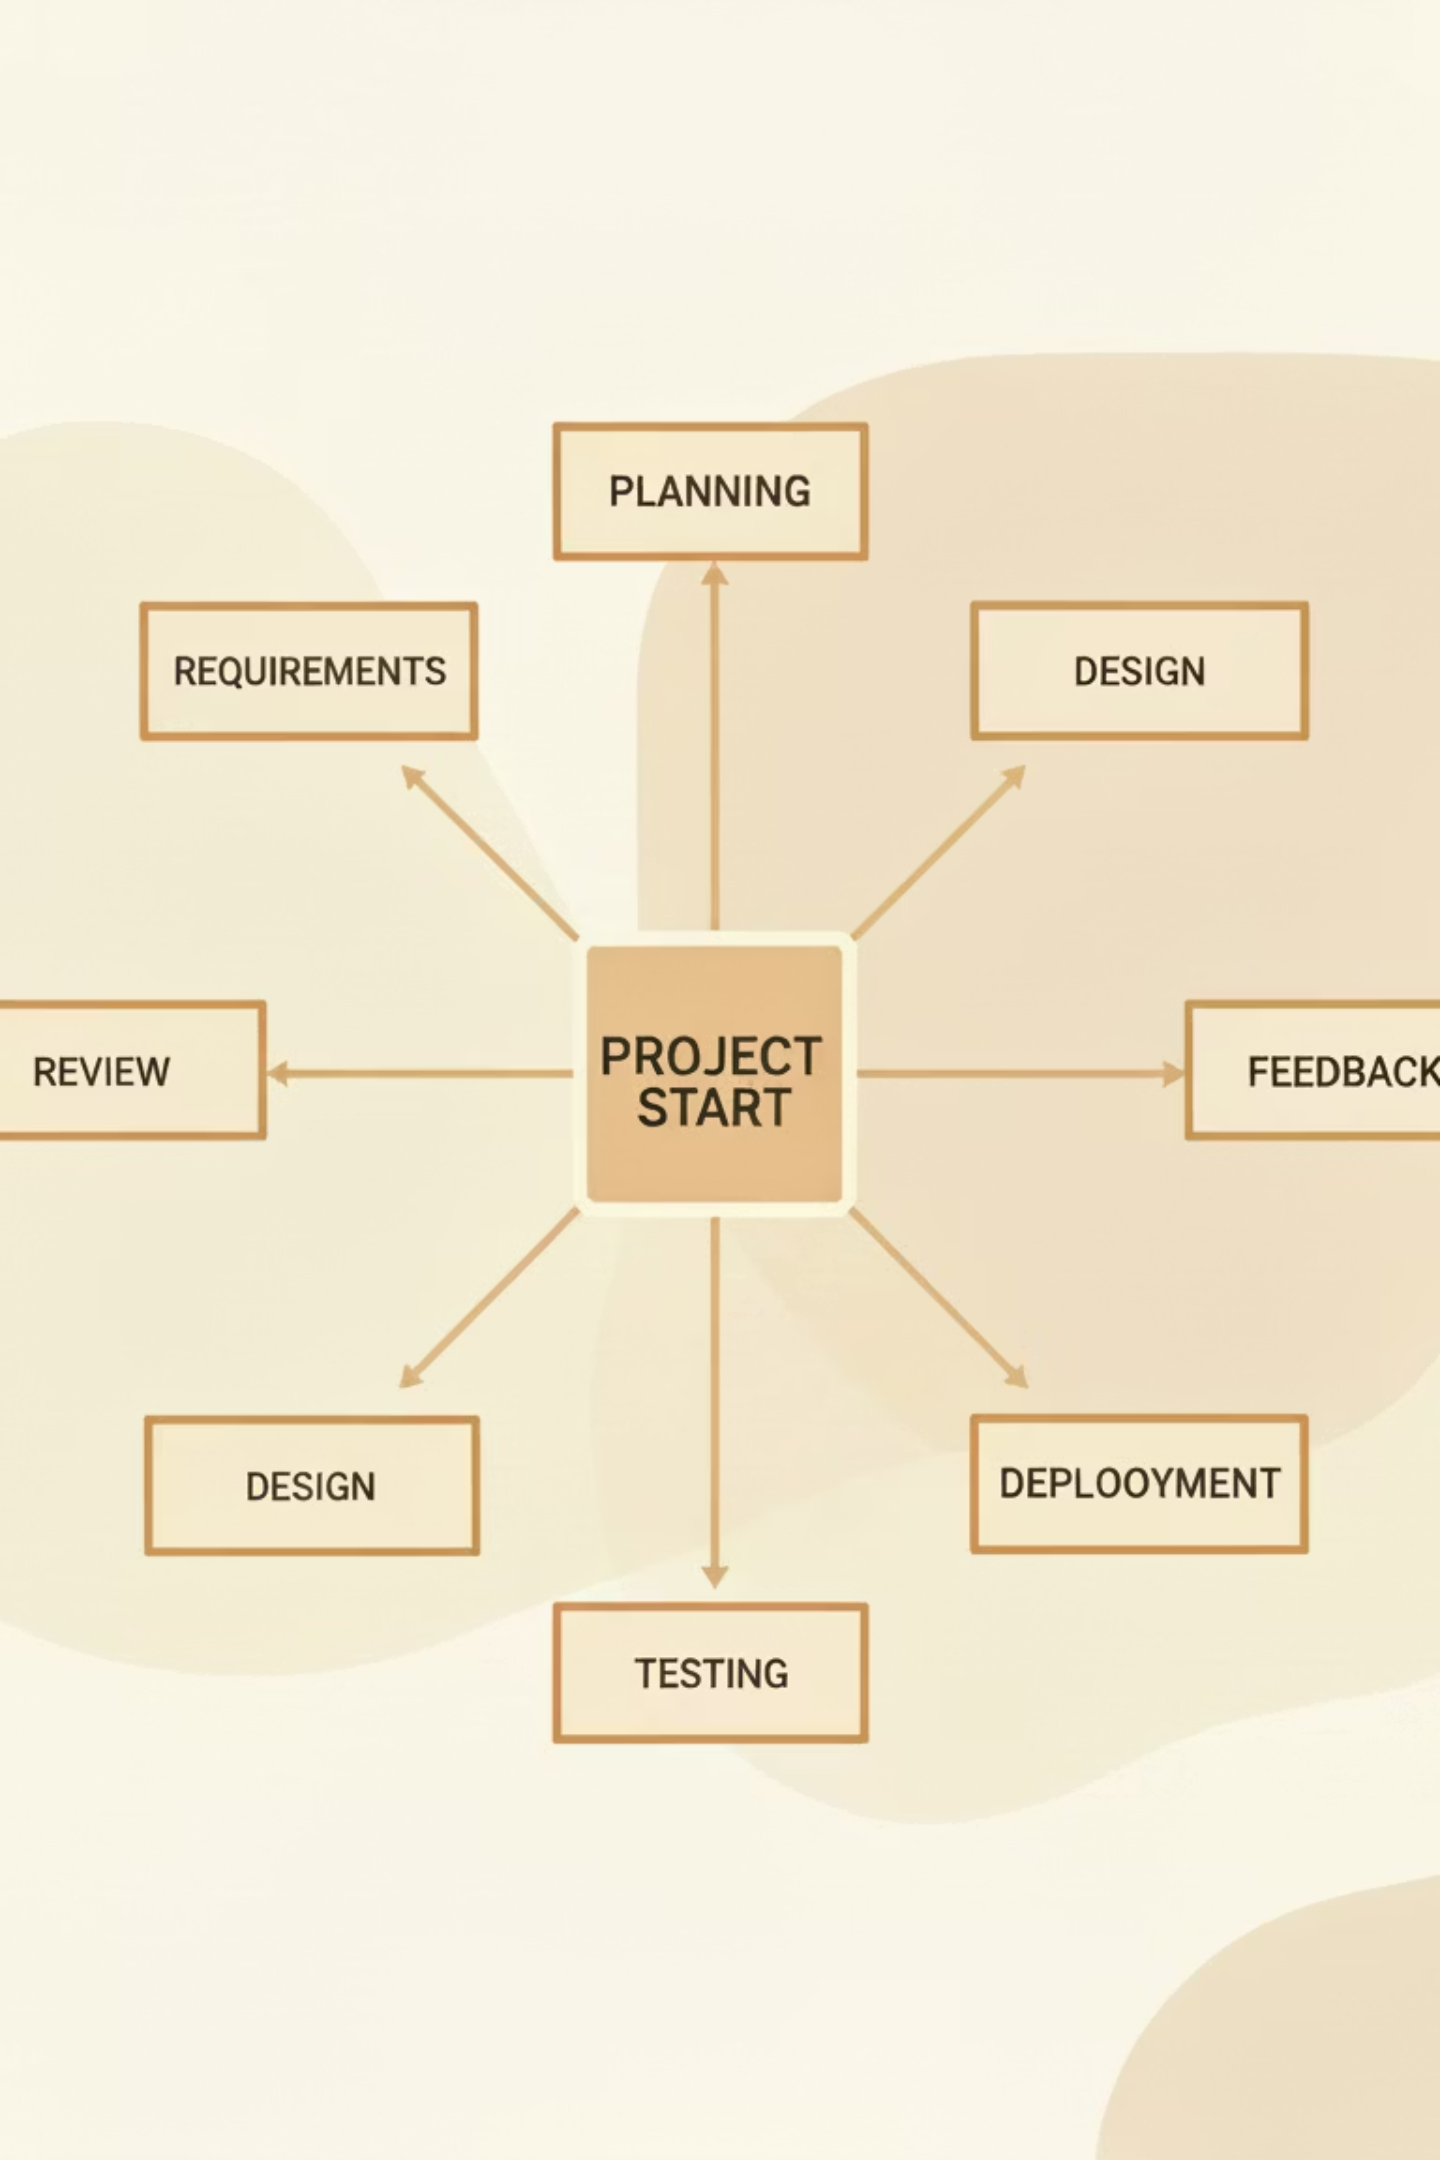 PLANNING
REQUIREMENTS
DESIGN
REVIEW
PROJECT
START
FEEDBACK
DESIGN
DEPLOOYMENT
TESTING